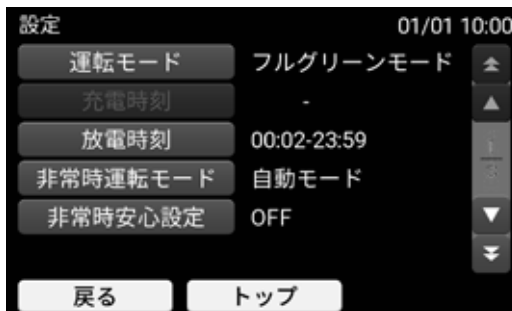 設定 01/01 10:00
運転モード フルグリーンモード
充電時刻 -
放電時刻 00:02-23:59
非常時運転モード 自動モード
非常時安心設定 OFF
1
3
戻る トップ